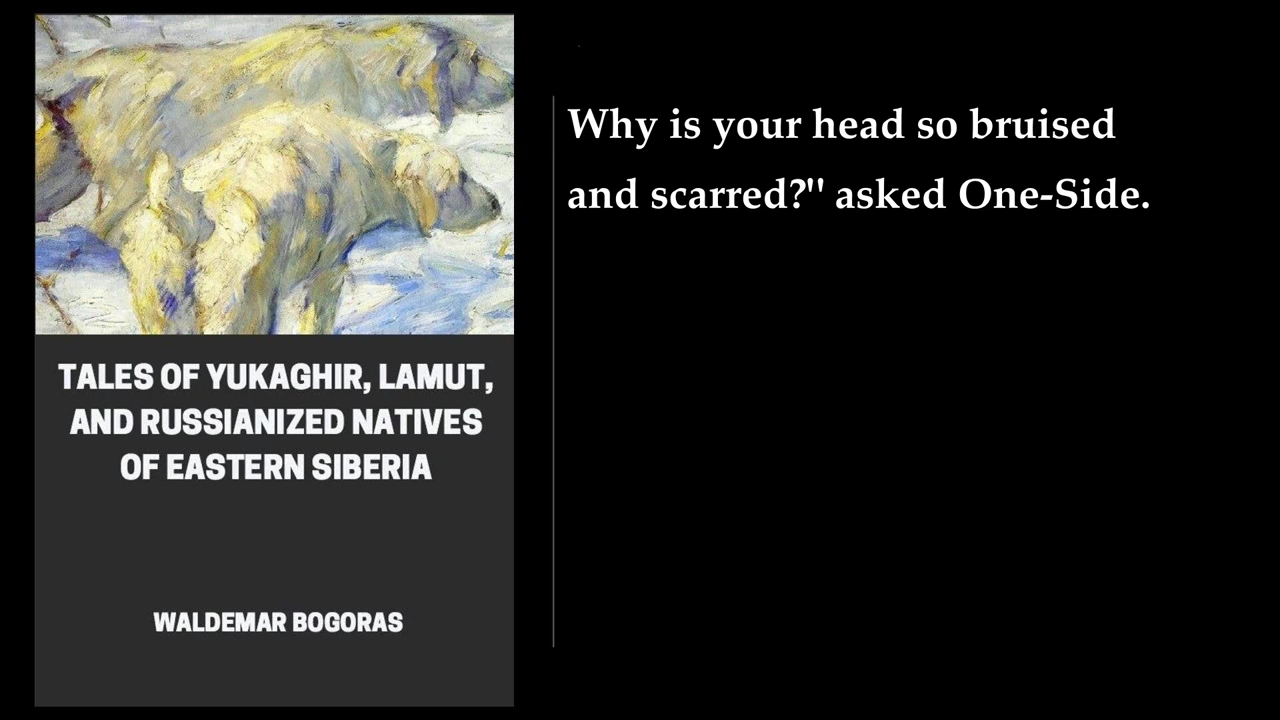 TALES OF YUKAGHIR, LAMUT,
AND RUSSIANIZED NATIVES
OF EASTERN SIBERIA
WALDEMAR BOGORAS
Why is your head so bruised
and scarred?" asked One-Side.